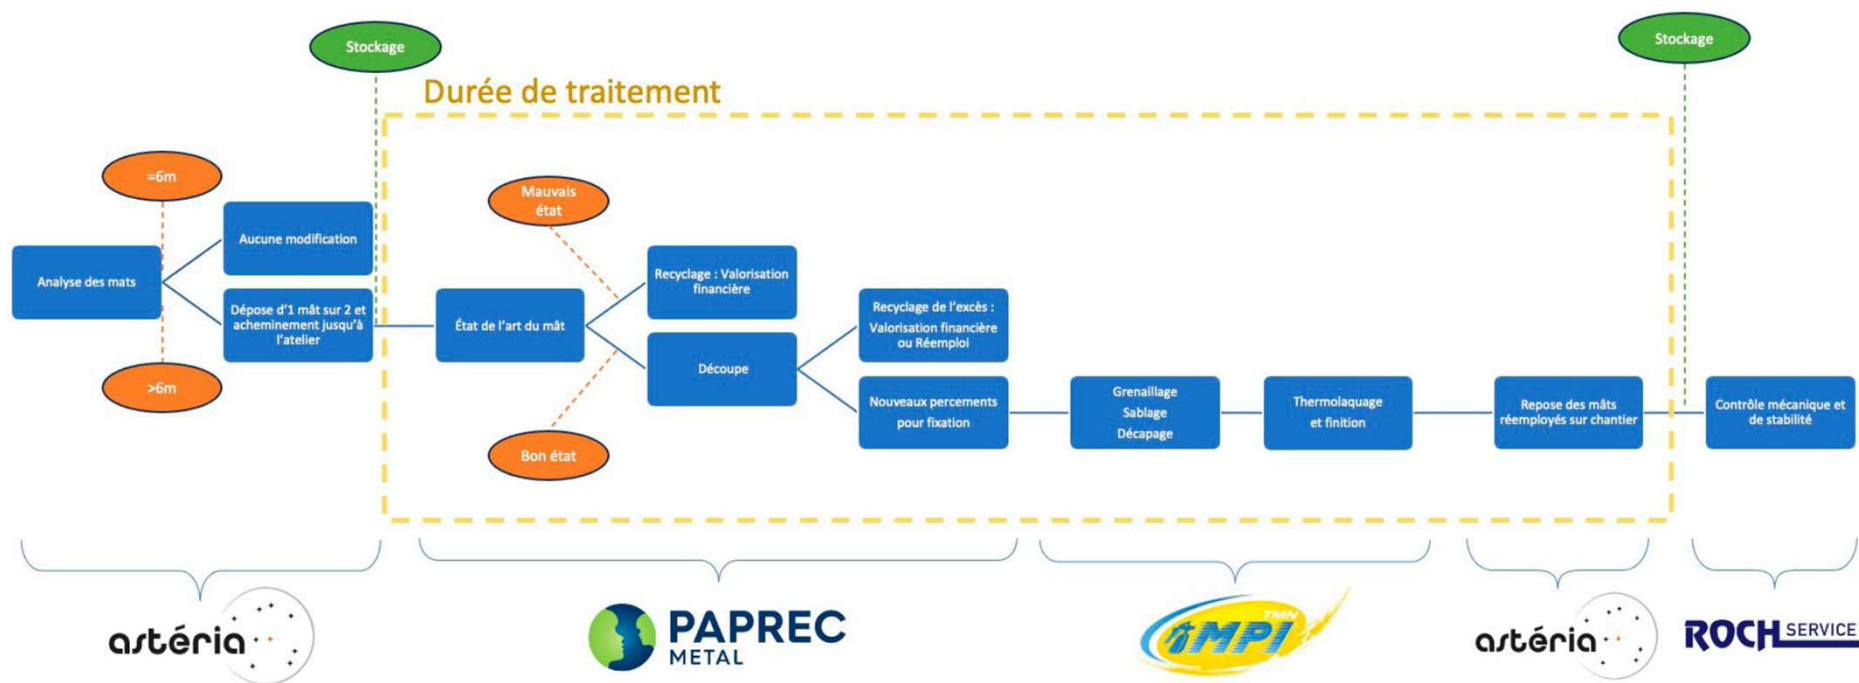 Stockage
Stockage
Durée de traitement
=6m
Mauvais
état
Aucune modification
Analyse des mats
Recyclage : Valorisation
financière
Dépose d'1 mât sur 2 et
acheminement jusqu'à
l'atelier
État de l'art du mât
Recyclage de l'excès :
Valorisation financière
ou Réemploi
>6m
Découpe
Bon état
Nouveaux percements
pour fixation
Grenaillage
Sablage
Décapage
Thermolaquage
et finition
Repose des mâts
réemployés sur chantier
Contrôle mécanique et
de stabilité
astéria
PAPREC
METAL
TMN
MPI
astéria
ROCH SERVICE